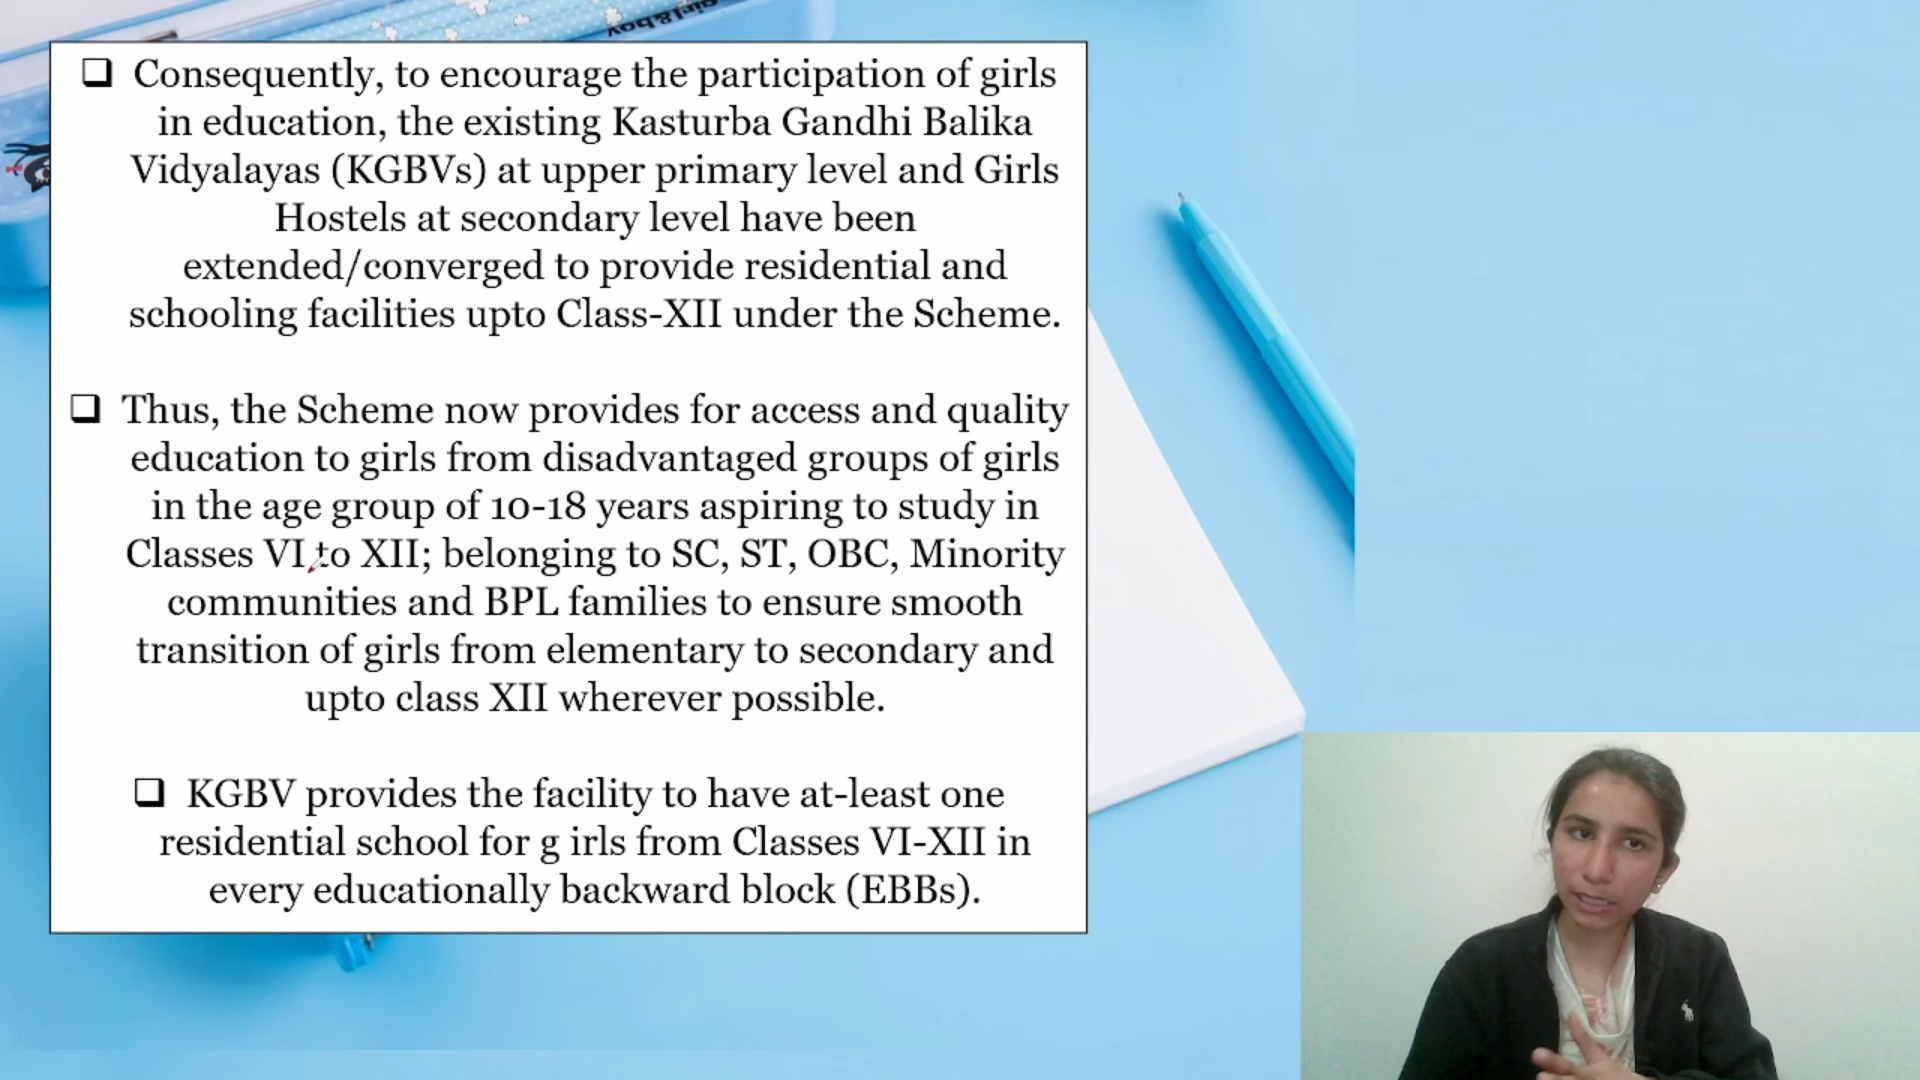 girl&boy
❑ Consequently, to encourage the participation of girls
in education, the existing Kasturba Gandhi Balika
Vidyalayas (KGBVs) at upper primary level and Girls
Hostels at secondary level have been
extended/converged to provide residential and
schooling facilities upto Class-XII under the Scheme.
❑ Thus, the Scheme now provides for access and quality
education to girls from disadvantaged groups of girls
in the age group of 10-18 years aspiring to study in
Classes VI to XII; belonging to SC, ST, OBC, Minority
communities and BPL families to ensure smooth
transition of girls from elementary to secondary and
upto class XII wherever possible.
❑ KGBV provides the facility to have at-least one
residential school for g irls from Classes VI-XII in
every educationally backward block (EBBs).